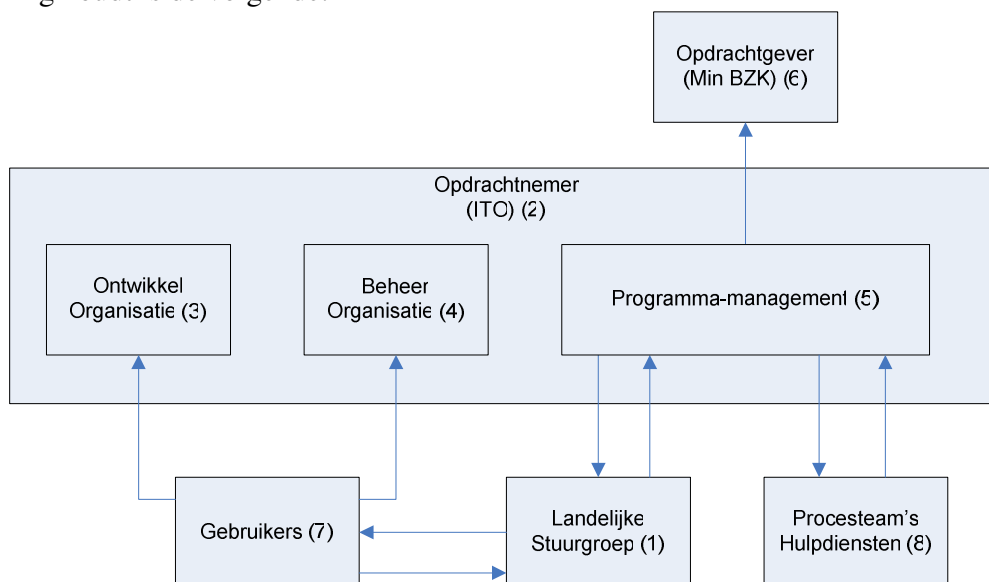 Opdrachtgever
(Min BZK) (6)
Opdrachtnemer
(ITO) (2)
Ontwikkel
Organisatie (3)
Beheer
Organisatie (4)
Programma-management (5)
Gebruikers (7)
Landelijke
Stuurgroep (1)
Procesteam's
Hulpdiensten (8)